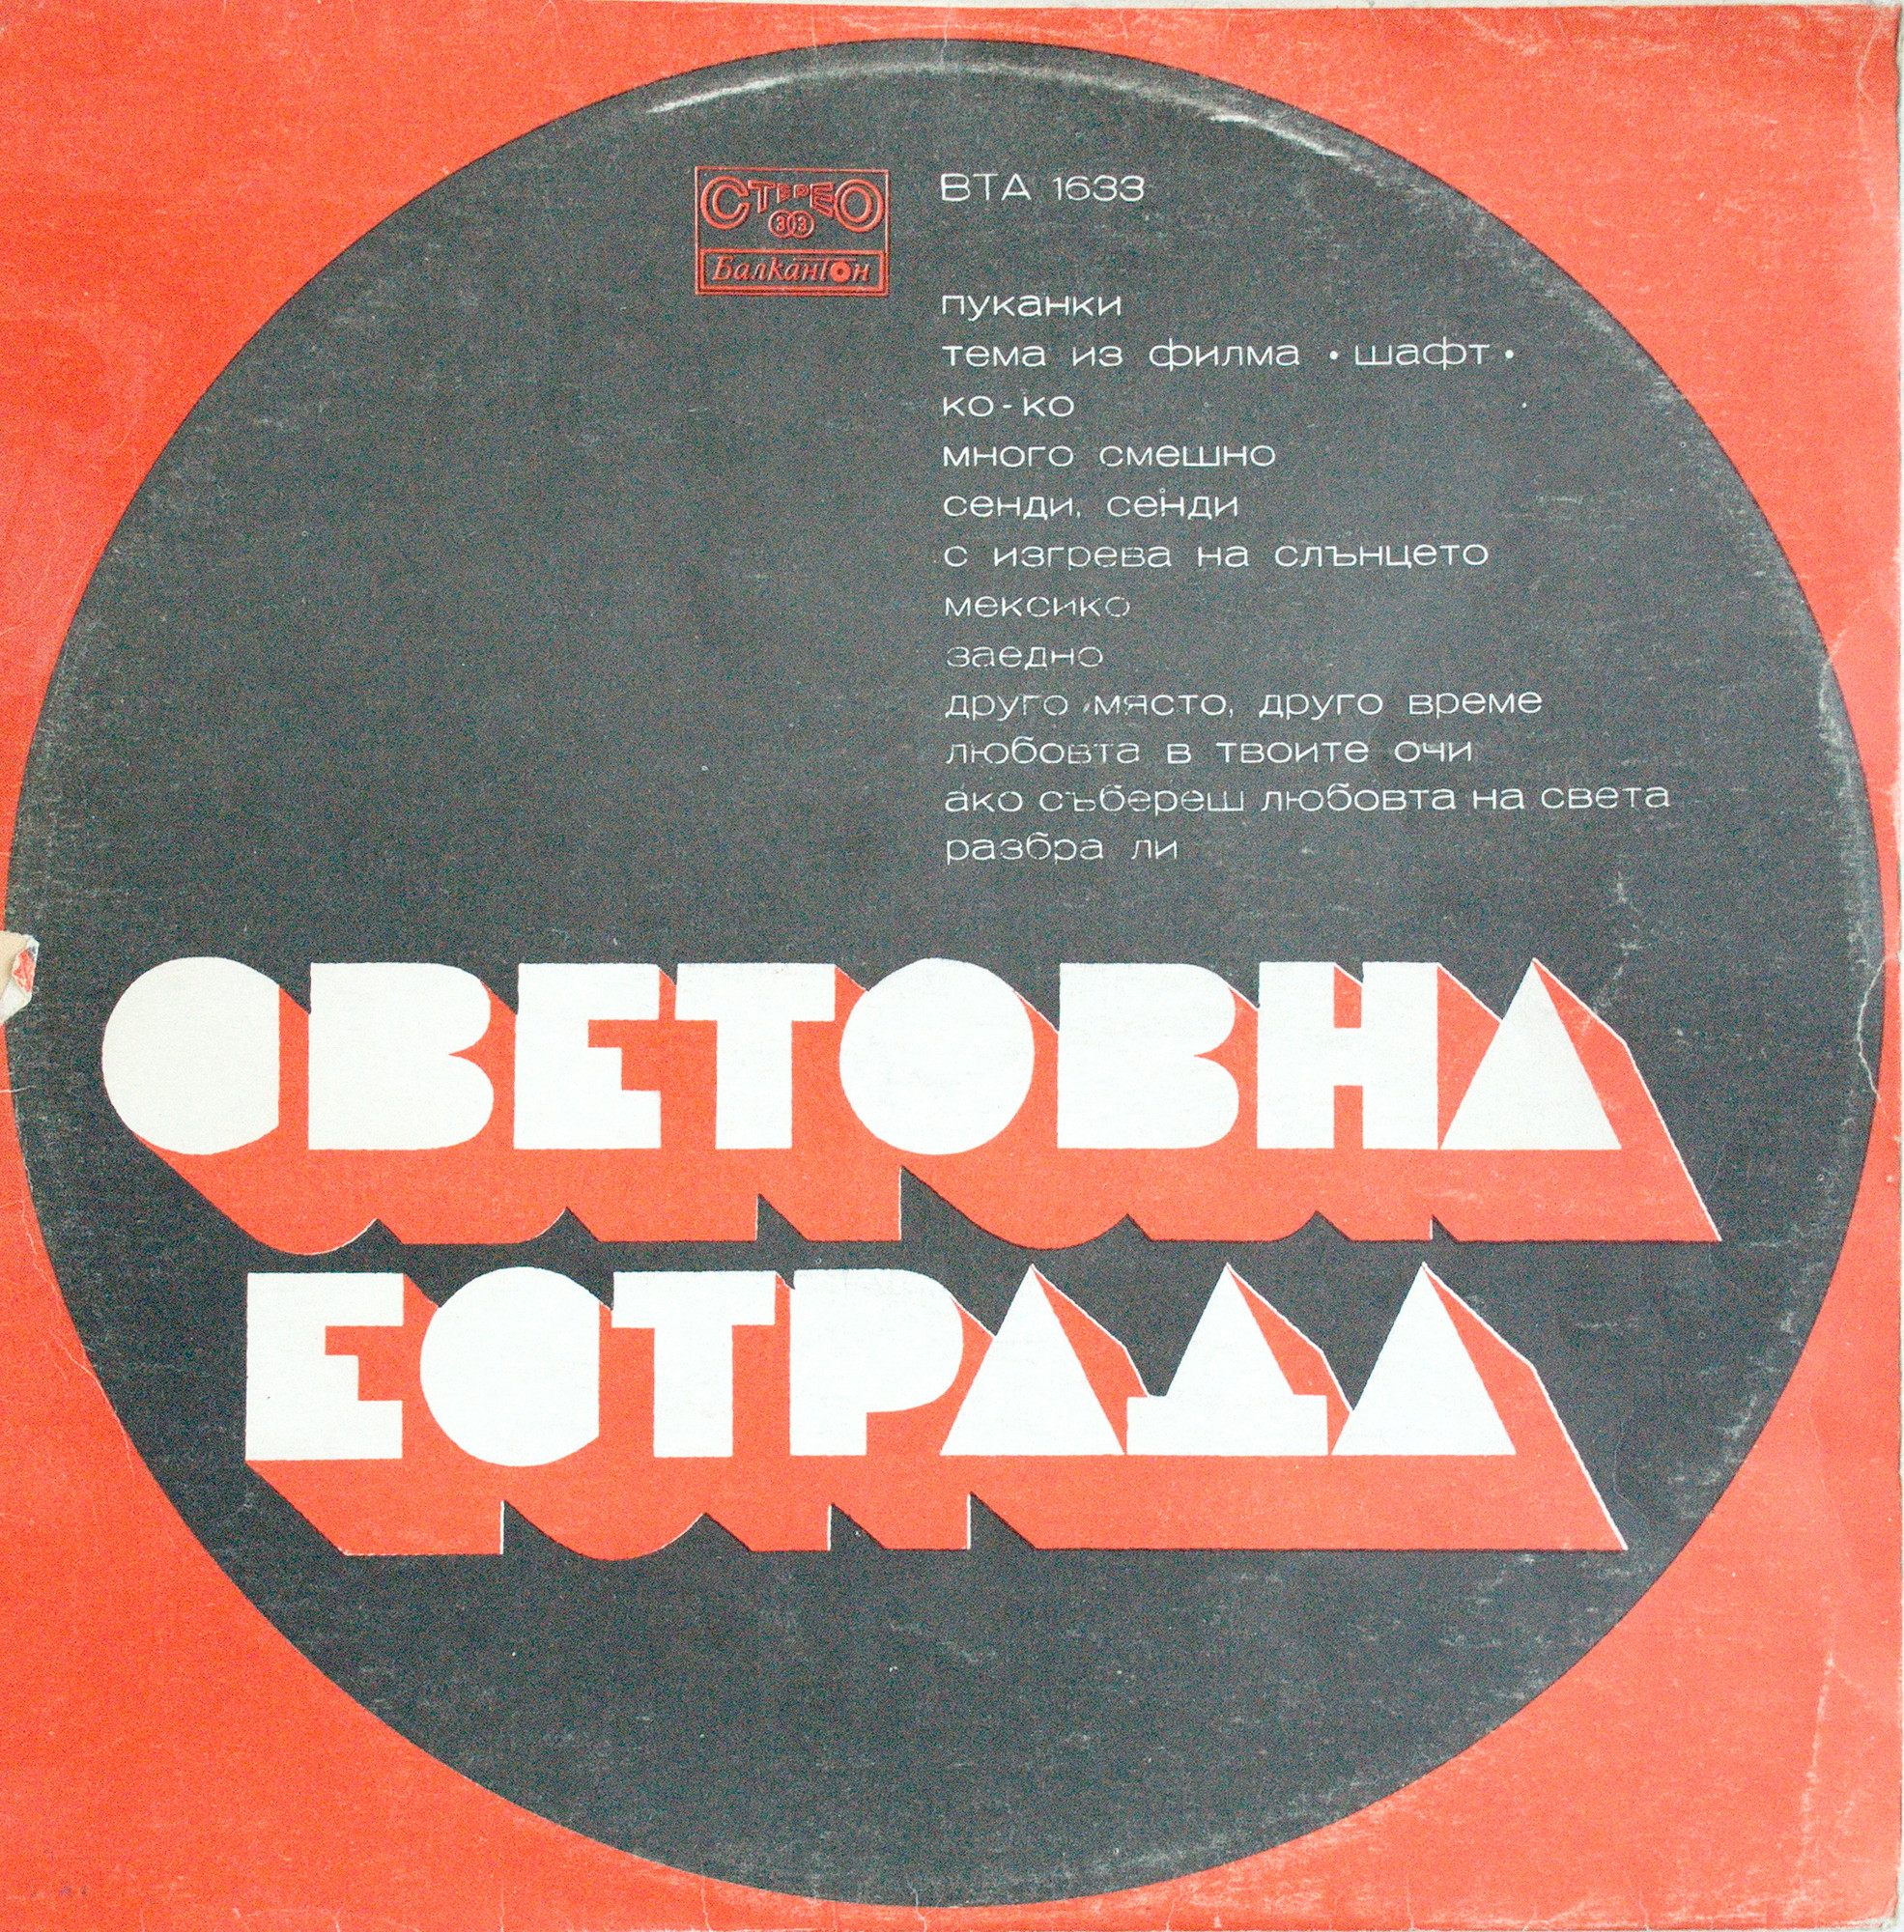 СТЕРЕО
303
Балкантон
ВТА 1633
пуканки
тема из филма • шафт •
ко-ко
много смешно
сенди, сенди
с изгрева на слънцето
мексико
заедно
друго място, друго време
любовта в твоите очи
ако събереш любовта на света
разбра ли
СВЕТОВНА
ЕСТРАДА